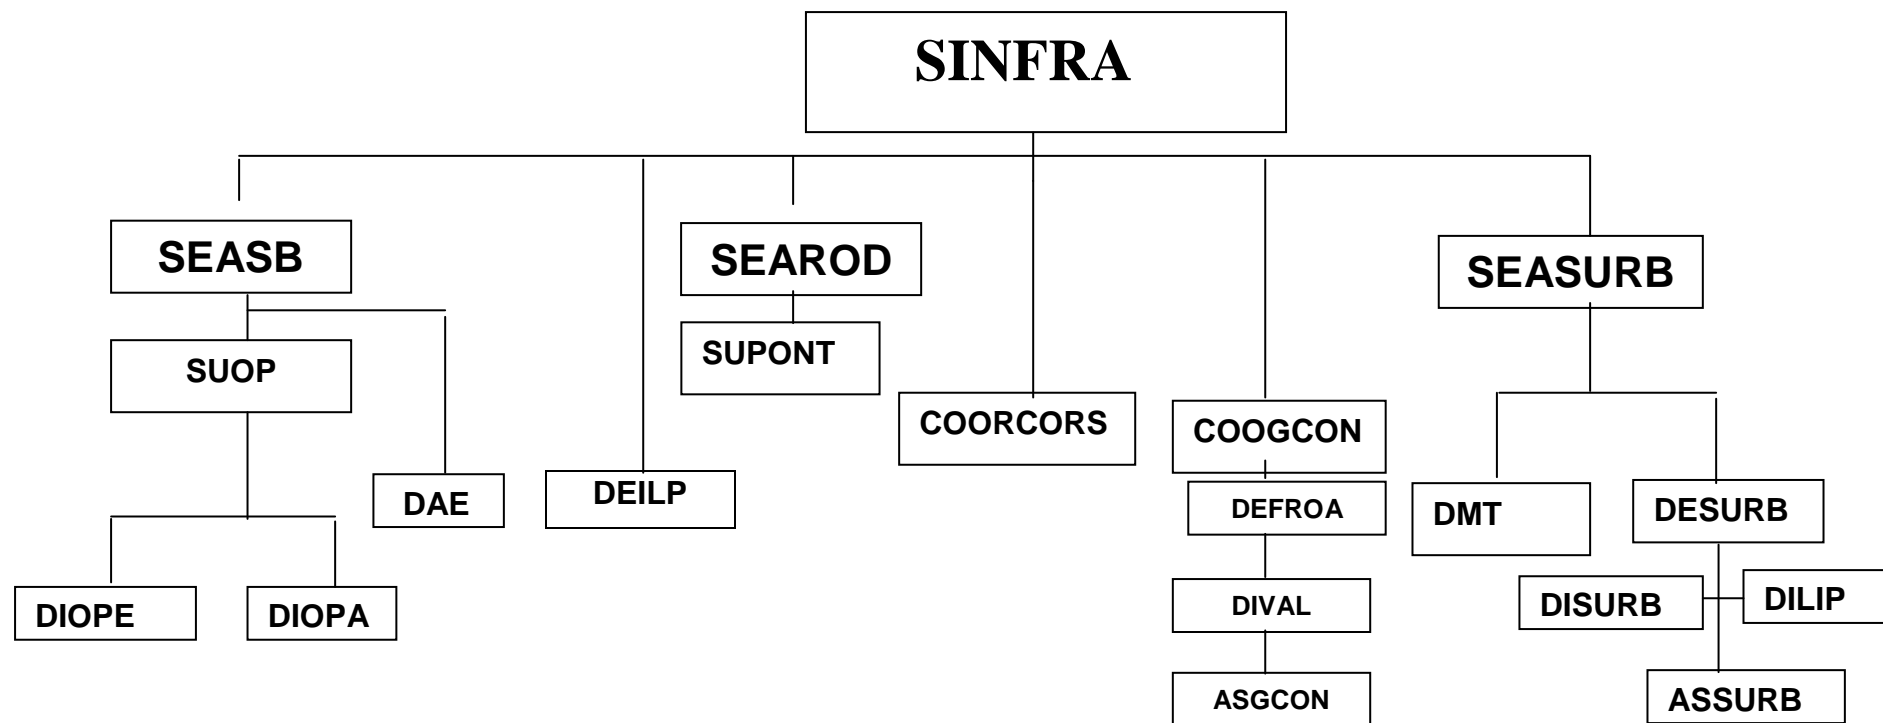 SINFRA
SEASB
SEAROD
SEASURB
SUOP
SUPONT
COORCORS
COOGCON
DAE
DEILP
DEFROA
DMT
DESURB
DIOPE
DIOPA
DIVAL
DISURB
DILIP
ASGCON
ASSURB